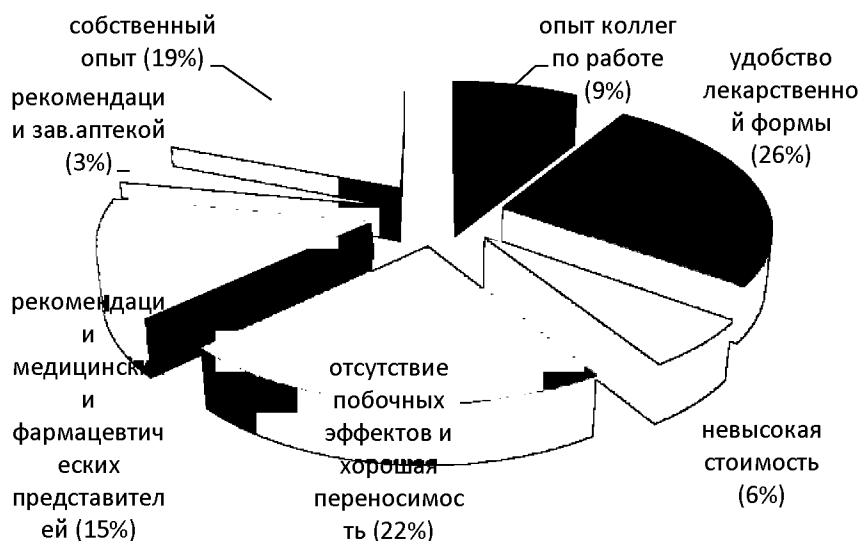 собственный
опыт (19%)
опыт коллег
по работе
(9%)
удобство
лекарственно
й формы
(26%)
рекомендаци
и зав.аптекой
(3%)
рекомендаци
и
медицински
и
фармацевтич
еских
представител
ей (15%)
отсутствие
побочных
эффектов и
хорошая
переносимос
ть (22%)
невысокая
стоимость
(6%)